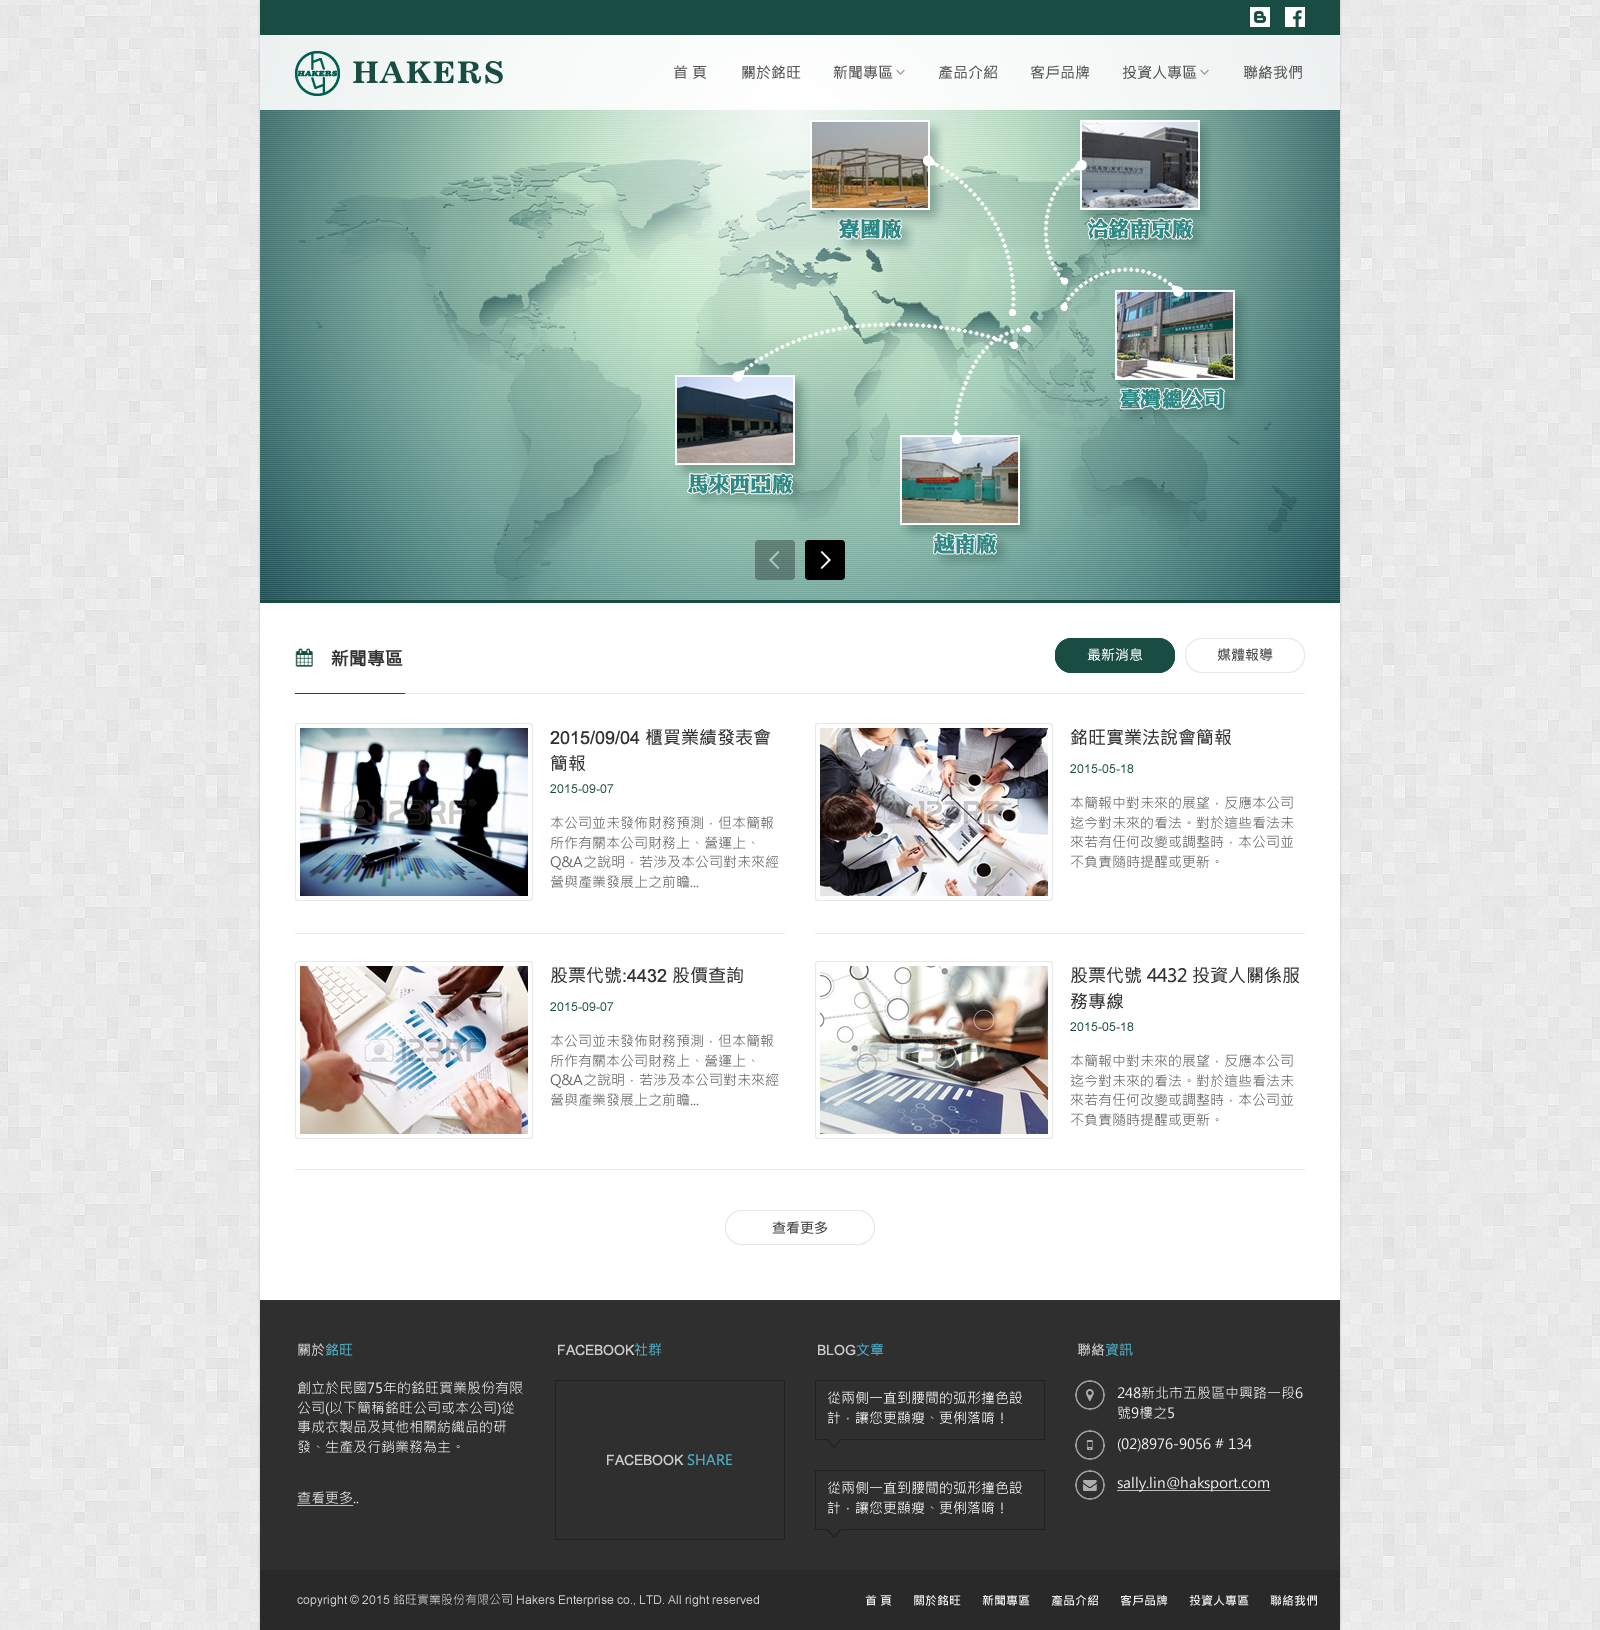 HAKERS
HAKERS
首 頁
關於銘旺
新聞專區
產品介紹
客戶品牌
投資人專區
聯絡我們
寮國廠
洽銘南京廠
臺灣總公司
馬來西亞廠
越南廠
新聞專區
最新消息
媒體報導
2015/09/04 櫃買業績發表會
簡報
2015-09-07
本公司並未發佈財務預測，但本簡報
所作有關本公司財務上、營運上、
Q&A之說明，若涉及本公司對未來經
營與產業發展上之前瞻...
銘旺實業法說會簡報
2015-05-18
本簡報中對未來的展望，反應本公司
迄今對未來的看法。對於這些看法未
來若有任何改變或調整時，本公司並
不負責隨時提醒或更新。
股票代號:4432 股價查詢
2015-09-07
本公司並未發佈財務預測，但本簡報
所作有關本公司財務上、營運上、
Q&A之說明，若涉及本公司對未來經
營與產業發展上之前瞻...
股票代號 4432 投資人關係服
務專線
2015-05-18
本簡報中對未來的展望，反應本公司
迄今對未來的看法。對於這些看法未
來若有任何改變或調整時，本公司並
不負責隨時提醒或更新。
123RF
123RF
123RF
查看更多
關於銘旺
創立於民國75年的銘旺實業股份有限
公司(以下簡稱銘旺公司或本公司)從
事成衣製品及其他相關紡織品的研
發、生產及行銷業務為主。
查看更多..
FACEBOOK社群
FACEBOOK SHARE
BLOG文章
從兩側一直到腰間的弧形撞色設
計，讓您更顯瘦、更俐落唷！
從兩側一直到腰間的弧形撞色設
計，讓您更顯瘦、更俐落唷！
聯絡資訊
248新北市五股區中興路一段6
號9樓之5
(02)8976-9056 # 134
sally.lin@haksport.com
copyright © 2015 銘旺實業股份有限公司 Hakers Enterprise co., LTD. All right reserved
首 頁
關於銘旺
新聞專區
產品介紹
客戶品牌
投資人專區
聯絡我們